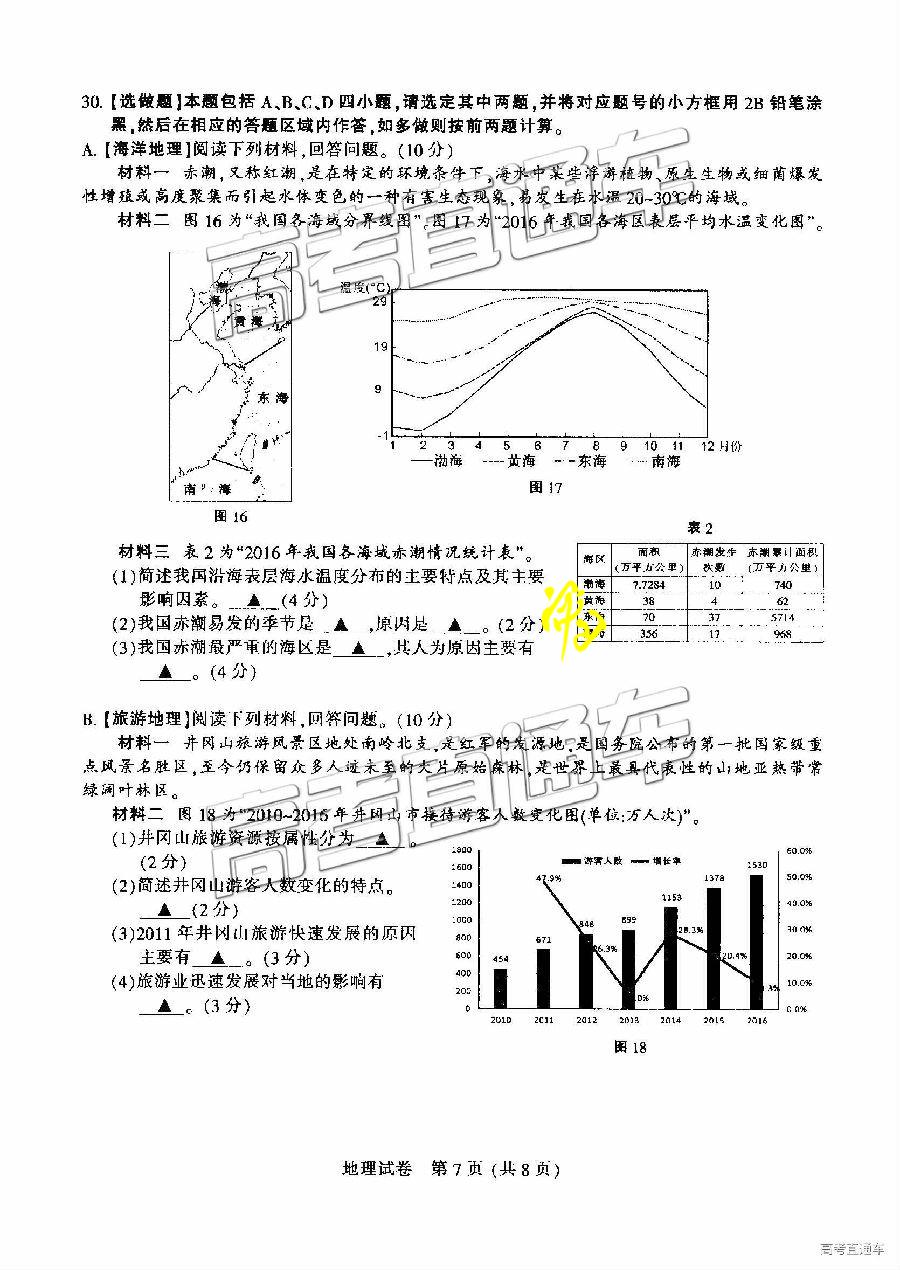 30. 【选做题】本题包括 A、B、C、D 四小题,请选定其中两题,并将对应题号的小方框用 2B 铅笔涂
黑,然后在相应的答题区域内作答,如多做则按前两题计算。
A. 【海洋地理】阅读下列材料,回答问题。(10 分)
材料一 赤潮,又称红潮,是在特定的环境条件下,海水中某些浮游植物、原生生物或细菌爆发
性增殖或高度聚集而引起水体变色的一种有害生态现象,易发生在水温 20~30℃的海域。
材料二 图 16 为“我国各海域分界线图”。图 17 为“2016 年我国各海区表层平均水温变化图”。
渤
海
黄 海
东 海
南 海
图 16
温度(℃)
29
19
9
-1
1 2 3 4 5 6 7 8 9 10 11 12 月份
渤海 黄海 东海 南海
图 17
材料三 表 2 为“2016 年我国各海域赤潮情况统计表”。
(1)简述我国沿海表层海水温度分布的主要特点及其主要
影响因素。 ▲ (4 分)
(2)我国赤潮易发的季节是 ▲ ,原因是 ▲ 。(2 分)
(3)我国赤潮最严重的海区是 ▲ ,其人为原因主要有
▲ 。(4 分)
表 2
海区 面积(万平方公里) 赤潮发生次数 赤潮累计面积(万平方公里)
渤海 7.7284 10 740
黄海 38 4 62
东 70 37 5714
356 17 968
B. 【旅游地理】阅读下列材料,回答问题。(10 分)
材料一 井冈山旅游风景区地处南岭北支,是红军的发源地,是国务院公布的第一批国家级重
点风景名胜区,至今仍保留众多人迹未至的大片原始森林,是世界上最具代表性的山地亚热带常
绿阔叶林区。
材料二 图 18 为“2010~2016 年井冈山市接待游客人数变化图(单位:万人次)”。
(1)井冈山旅游资源按属性分为 ▲ 。
(2 分)
(2)简述井冈山游客人数变化的特点。
▲ (2 分)
(3)2011 年井冈山旅游快速发展的原因
主要有 ▲ 。(3 分)
(4)旅游业迅速发展对当地的影响有
▲ 。(3 分)
游客人数 增长率
1800
1600
1400
1200
1000
800
600
400
200
0
454 671 848 899 1153 1378 1530
47.9% 26.3% .0% 28.3% 20.4% .3%
60.0%
50.0%
40.0%
30.0%
20.0%
10.0%
0.0%
2010 2011 2012 2013 2014 2015 2016
图 18
地理试卷 第 7 页 (共 8 页)
高考直通车
高考直通车
高考直通车